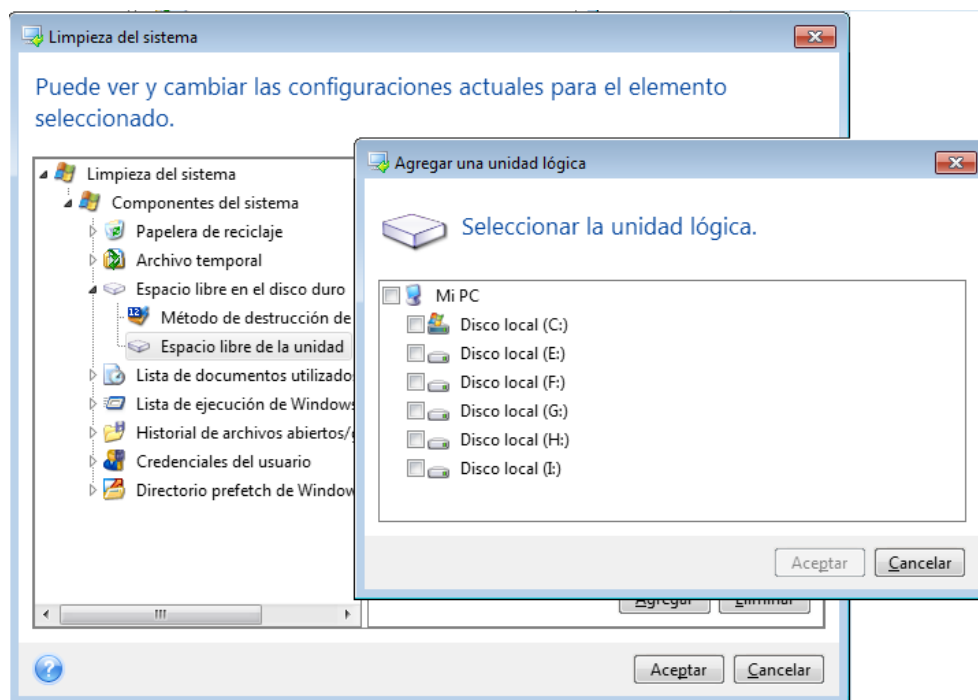 Limpieza del sistema
Puede ver y cambiar las configuraciones actuales para el elemento
seleccionado.
Limpieza del sistema
Componentes del sistema
Papelera de reciclaje
Archivo temporal
Espacio libre en el disco duro
Método de destrucción de
Espacio libre de la unidad
Lista de documentos utilizado
Lista de ejecución de Windows
Historial de archivos abiertos/
Credenciales del usuario
Directorio prefetch de Window
Agregar una unidad lógica
Seleccionar la unidad lógica.
Mi PC
Disco local (C:)
Disco local (E:)
Disco local (F:)
Disco local (G:)
Disco local (H:)
Disco local (I:)
Aceptar Cancelar
Agregar Eliminar
Aceptar Cancelar